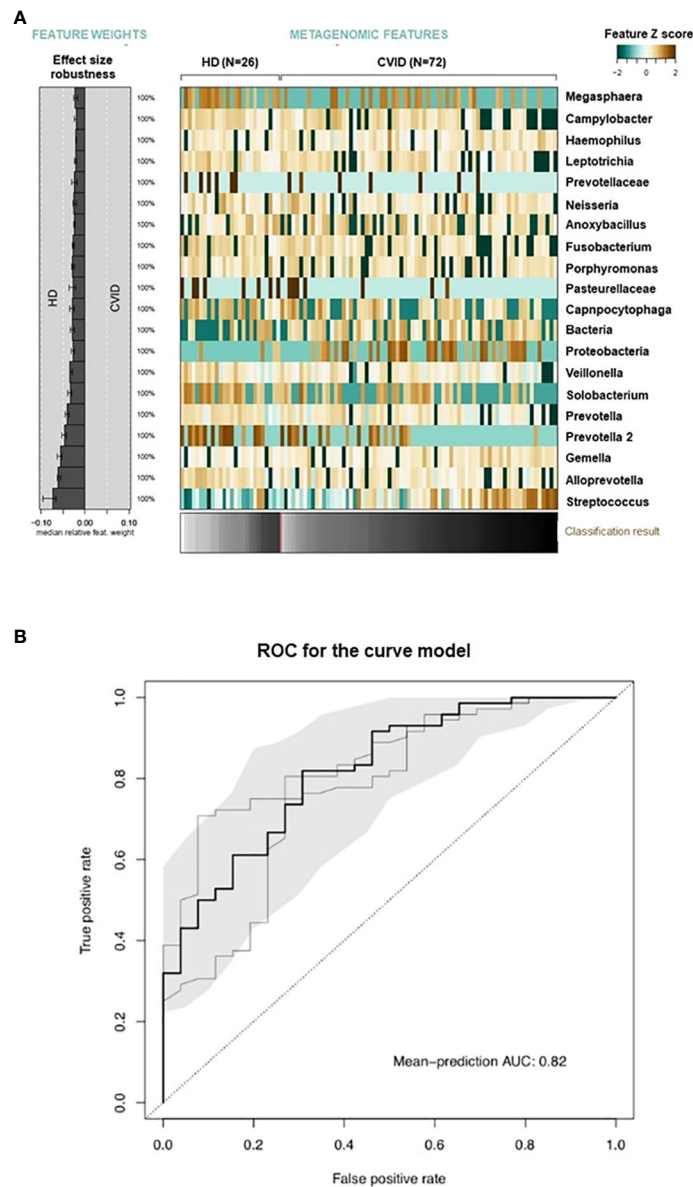 A
FEATURE WEIGHTS
METAGENOMIC FEATURES
Feature Z score
-2 0 2
Effect size
robustness
HD (N=26)
CVID (N=72)
100% Megasphaera
100% Campylobacter
100% Haemophilus
100% Leptotrichia
100% Prevotellaceae
100% Neisseria
100% Anoxybacillus
100% Fusobacterium
100% Porphyromonas
100% Pasteurellaceae
100% Capnpocytophaga
100% Bacteria
100% Proteobacteria
100% Veillonella
100% Solobacterium
100% Prevotella
100% Prevotella 2
100% Gemella
100% Alloprevotella
100% Streptococcus
HD
CVID
−0.10 0.00 0.10
median relative feat. weight
Classification result
B
ROC for the curve model
True positive rate
1.0
0.8
0.6
0.4
0.2
0.0
Mean−prediction AUC: 0.82
0.0 0.2 0.4 0.6 0.8 1.0
False positive rate